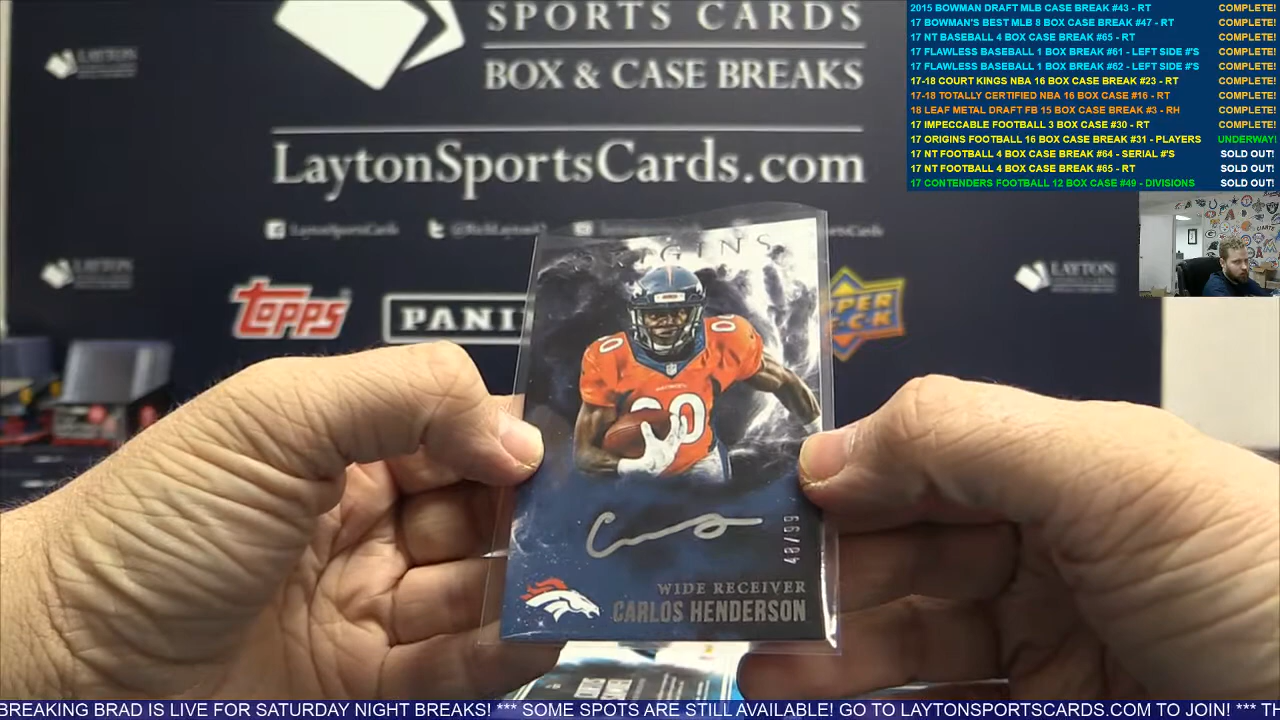 SPORTS CARDS
BOX & CASE BREAKS
LaytonSportsCards.com
LaytonSportsCards
LAYTON
LAYTON
LAYTON
TOPPS
WIDE RECEIVER
CARLOS HENDERSON
40/99
2015 BOWMAN DRAFT MLB CASE BREAK #43 - RT COMPLETE!
17 BOWMAN'S BEST MLB 8 BOX CASE BREAK #47 - RT COMPLETE!
17 NT BASEBALL 4 BOX CASE BREAK #65 - RT COMPLETE!
17 FLAWLESS BASEBALL 1 BOX BREAK #61 - LEFT SIDE #'S COMPLETE!
17 FLAWLESS BASEBALL 1 BOX BREAK #62 - LEFT SIDE #'S COMPLETE!
17-18 COURT KINGS NBA 16 BOX CASE BREAK #23 - RT COMPLETE!
17-18 TOTALLY CERTIFIED NBA 16 BOX CASE #16 - RT COMPLETE!
18 LEAF METAL DRAFT FB 15 BOX CASE BREAK #3 - RH COMPLETE!
17 IMPECCABLE FOOTBALL 3 BOX CASE #30 - RT COMPLETE!
17 ORIGINS FOOTBALL 16 BOX CASE BREAK #31 - PLAYERS UNDERWAY!
17 NT FOOTBALL 4 BOX CASE BREAK #64 - SERIAL #'S SOLD OUT!
17 NT FOOTBALL 4 BOX CASE BREAK #65 - RT SOLD OUT!
17 CONTENDERS FOOTBALL 12 BOX CASE #49 - DIVISIONS SOLD OUT!
BREAKING BRAD IS LIVE FOR SATURDAY NIGHT BREAKS! *** SOME SPOTS ARE STILL AVAILABLE! GO TO LAYTONSPORTSCARDS.COM TO JOIN! *** TH